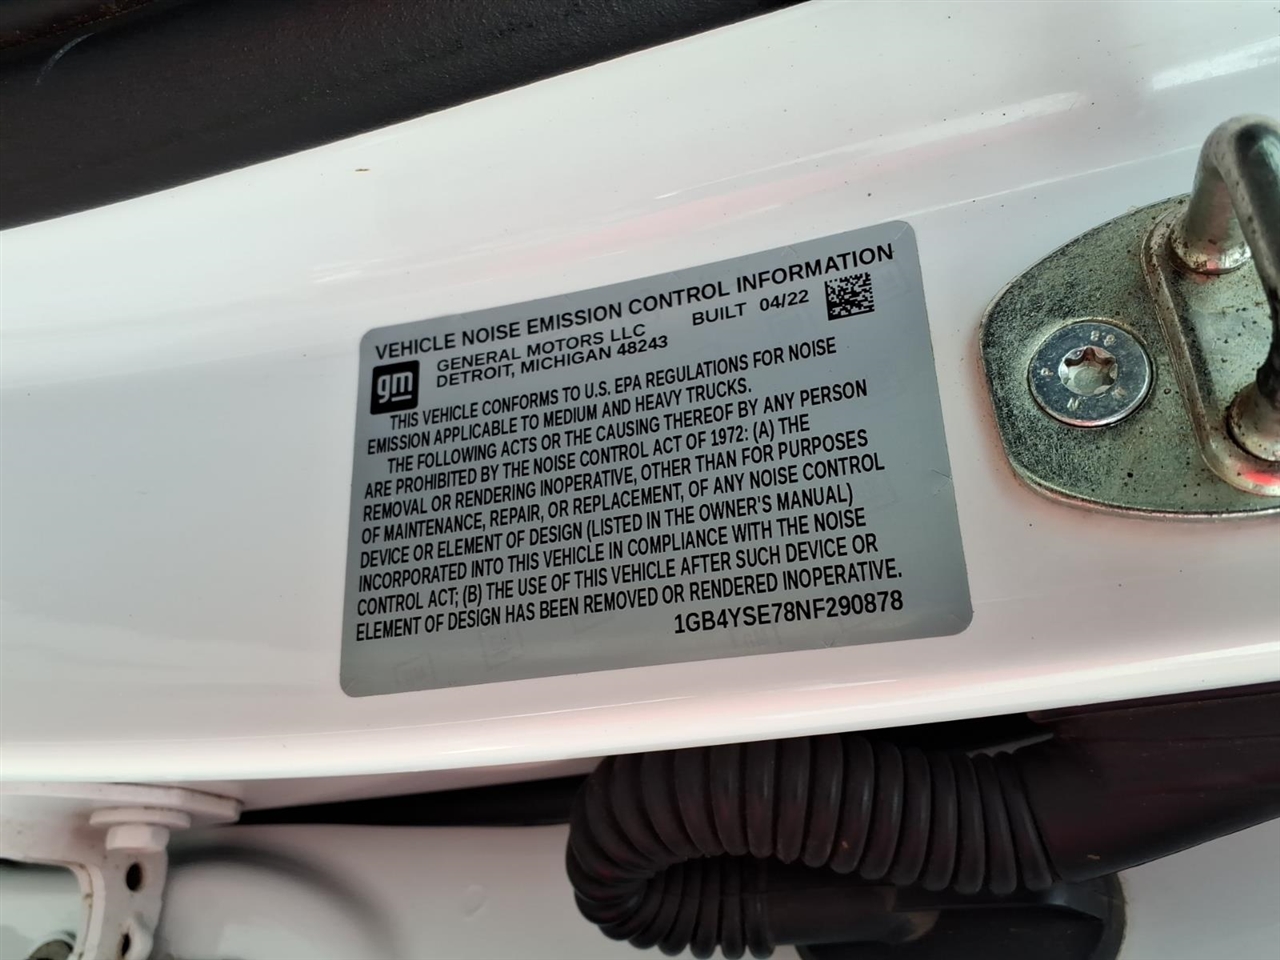 VEHICLE NOISE EMISSION CONTROL INFORMATION
gm
GENERAL MOTORS LLC
DETROIT, MICHIGAN 48243
BUILT 04/22
THIS VEHICLE CONFORMS TO U.S. EPA REGULATIONS FOR NOISE
EMISSION APPLICABLE TO MEDIUM AND HEAVY TRUCKS.
THE FOLLOWING ACTS OR THE CAUSING THEREOF BY ANY PERSON
ARE PROHIBITED BY THE NOISE CONTROL ACT OF 1972: (A) THE
REMOVAL OR RENDERING INOPERATIVE, OTHER THAN FOR PURPOSES
OF MAINTENANCE, REPAIR, OR REPLACEMENT, OF ANY NOISE CONTROL
DEVICE OR ELEMENT OF DESIGN (LISTED IN THE OWNER'S MANUAL)
INCORPORATED INTO THIS VEHICLE IN COMPLIANCE WITH THE NOISE
CONTROL ACT; (B) THE USE OF THIS VEHICLE AFTER SUCH DEVICE OR
ELEMENT OF DESIGN HAS BEEN REMOVED OR RENDERED INOPERATIVE.
1GB4YSE78NF290878